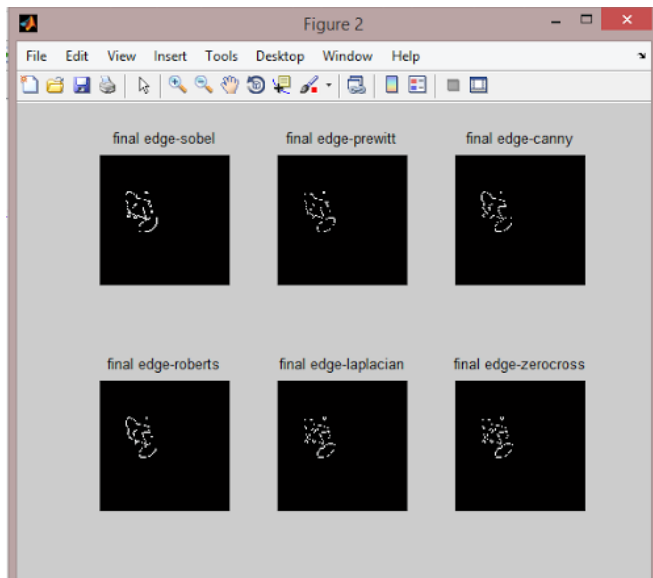 Figure 2
File Edit View Insert Tools Desktop Window Help
final edge-sobel final edge-prewitt final edge-canny
final edge-roberts final edge-laplacian final edge-zerocross